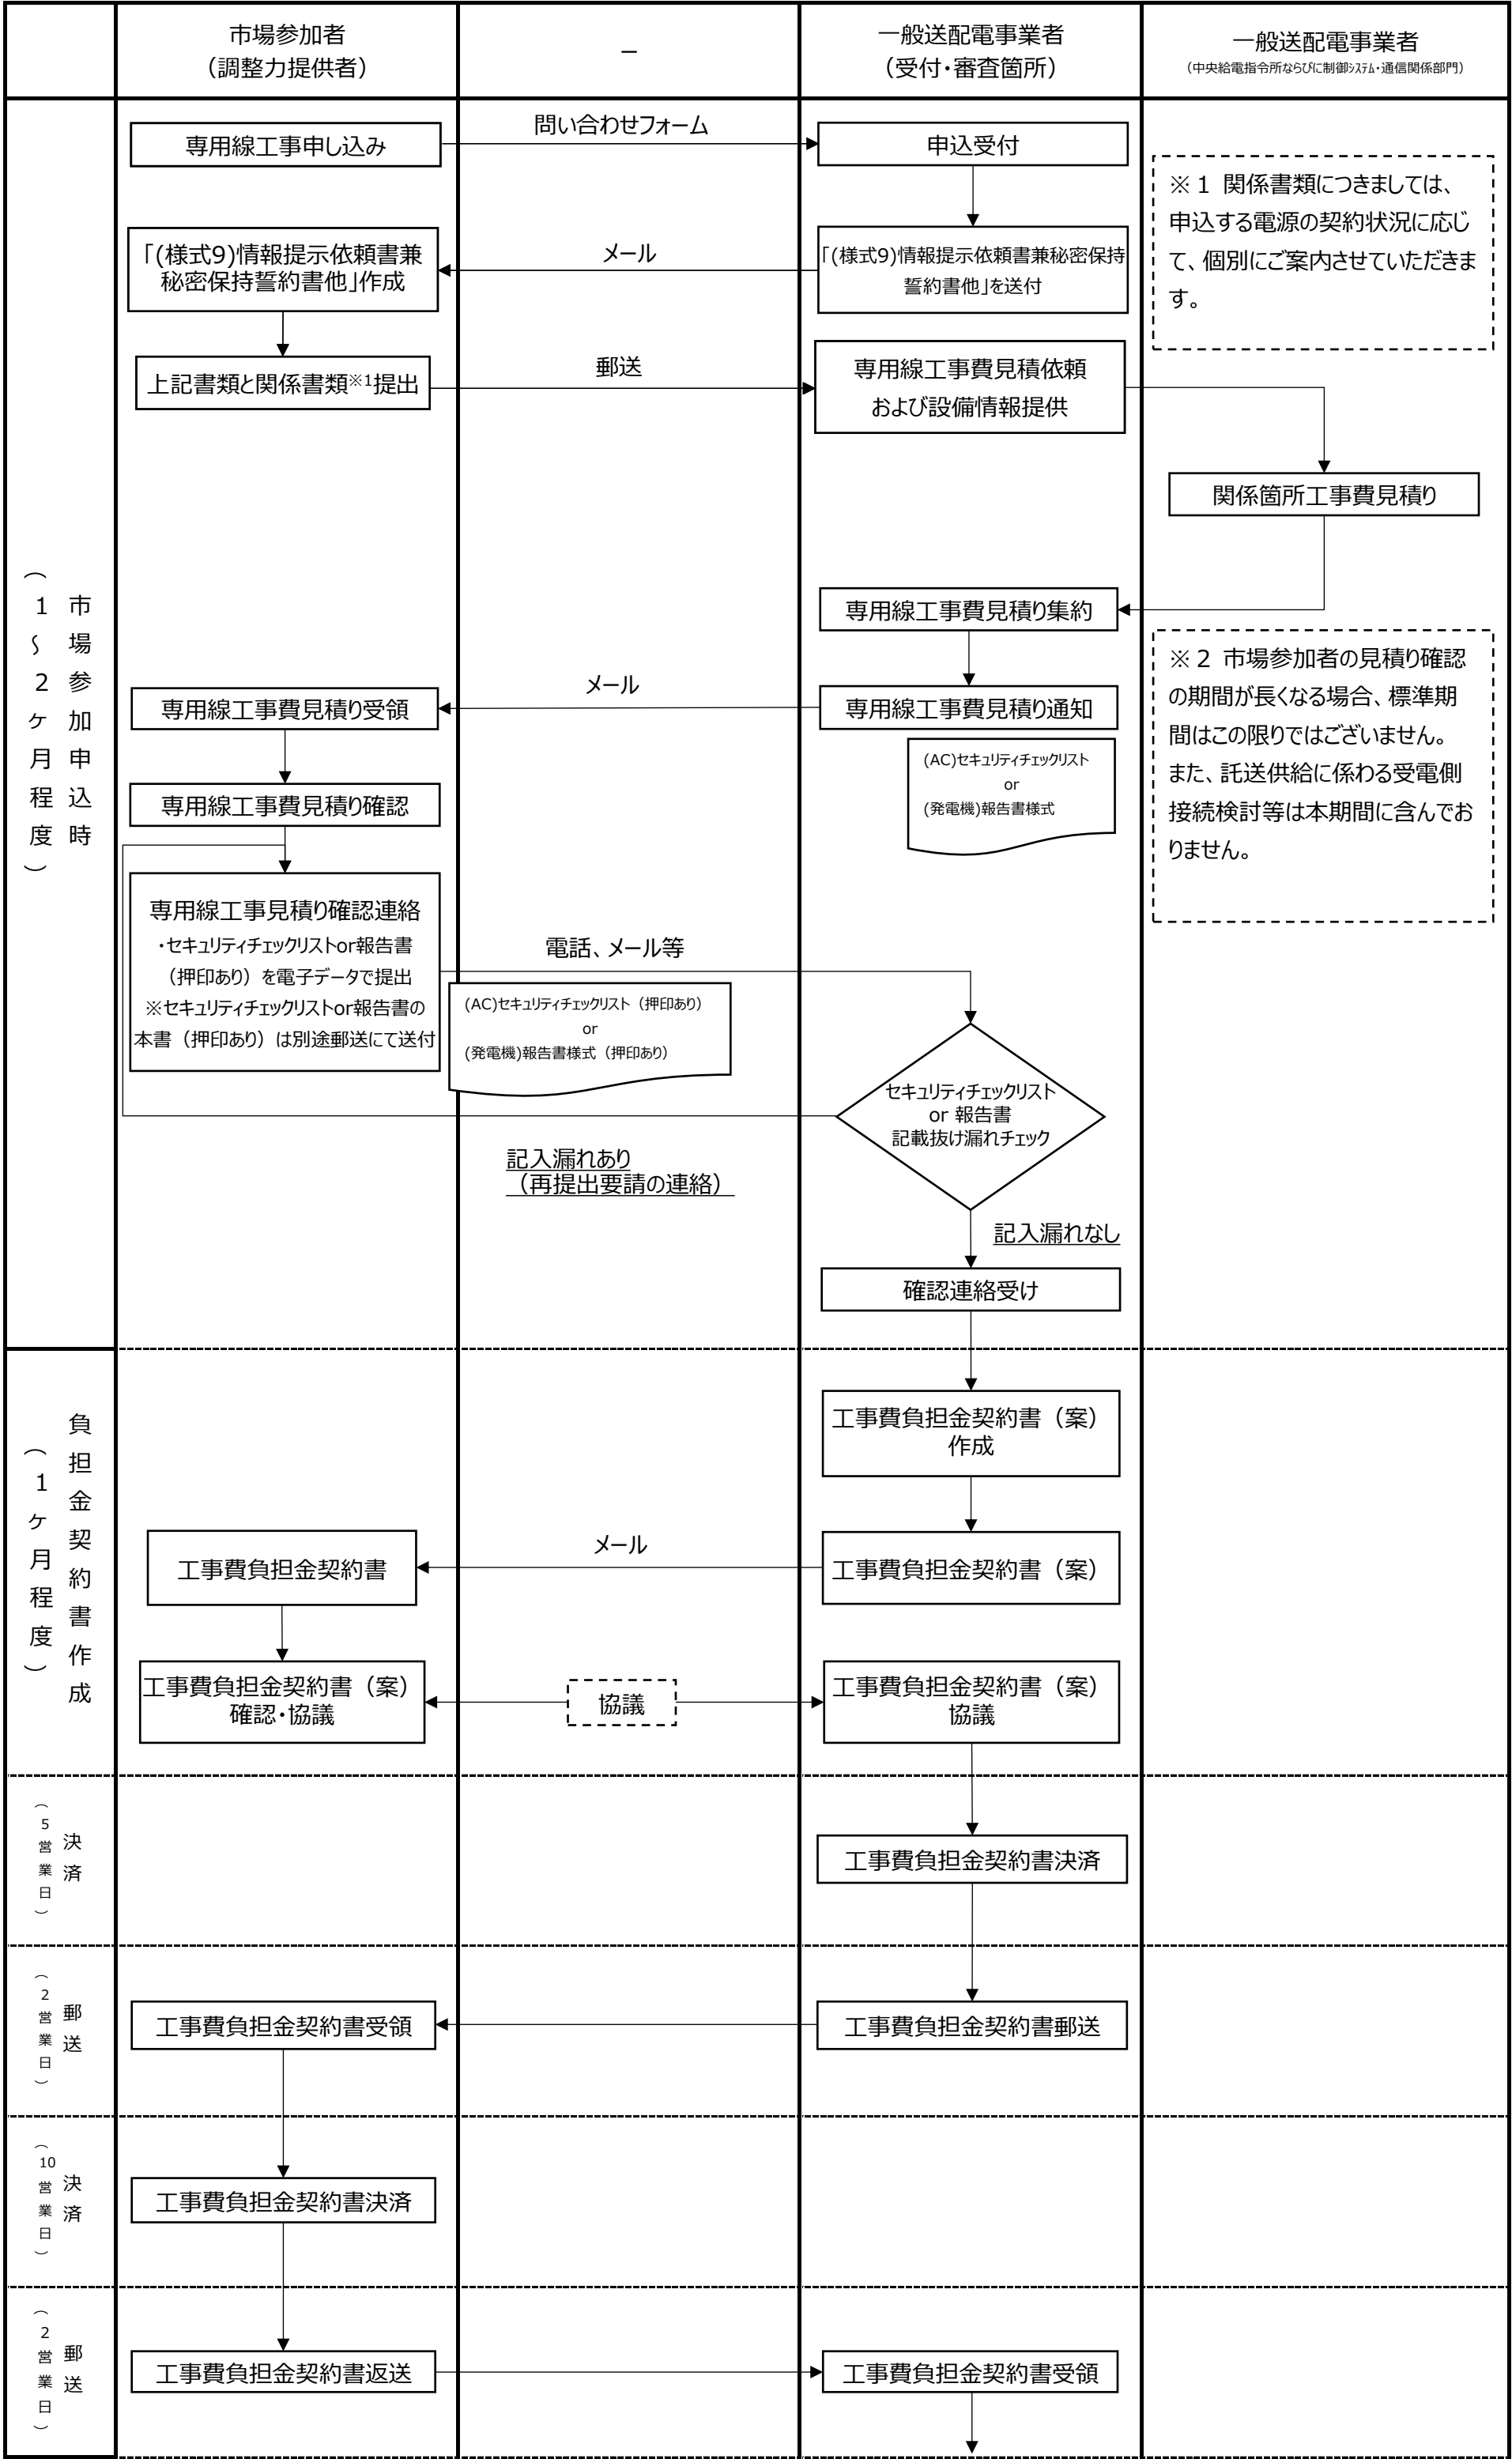 市場参加者
（調整力提供者）
－
一般送配電事業者
（受付・審査箇所）
一般送配電事業者
（中央給電指令所ならびに制御ｼｽﾃﾑ・通信関係部門）
市場参加申込時
（１～２ヶ月程度）
専用線工事申し込み
問い合わせフォーム
申込受付
※１ 関係書類につきましては、
申込する電源の契約状況に応じ
て、個別にご案内させていただきま
す。
「(様式9)情報提示依頼書兼
秘密保持誓約書他」作成
メール
「(様式9)情報提示依頼書兼秘密保持
誓約書他」を送付
上記書類と関係書類※1提出
郵送
専用線工事費見積依頼
および設備情報提供
関係箇所工事費見積り
専用線工事費見積り集約
※２ 市場参加者の見積り確認
の期間が長くなる場合、標準期
間はこの限りではございません。
また、託送供給に係わる受電側
接続検討等は本期間に含んでお
りません。
専用線工事費見積り受領
メール
専用線工事費見積り通知
(AC)セキュリティチェックリスト
or
(発電機)報告書様式
専用線工事費見積り確認
専用線工事見積り確認連絡
・セキュリティチェックリストor報告書
（押印あり）を電子データで提出
※セキュリティチェックリストor報告書の
本書（押印あり）は別途郵送にて送付
電話、メール等
(AC)セキュリティチェックリスト（押印あり）
or
(発電機)報告書様式（押印あり）
セキュリティチェックリスト
or 報告書
記載抜け漏れチェック
記入漏れあり
（再提出要請の連絡）
記入漏れなし
確認連絡受け
負担金契約書作成
（１ヶ月程度）
工事費負担金契約書（案）
作成
工事費負担金契約書
メール
工事費負担金契約書（案）
工事費負担金契約書（案）
確認・協議
協議
工事費負担金契約書（案）
協議
決済
（5営業日）
工事費負担金契約書決済
郵送
（2営業日）
工事費負担金契約書受領
工事費負担金契約書郵送
決済
（10営業日）
工事費負担金契約書決済
郵送
（2営業日）
工事費負担金契約書返送
工事費負担金契約書受領